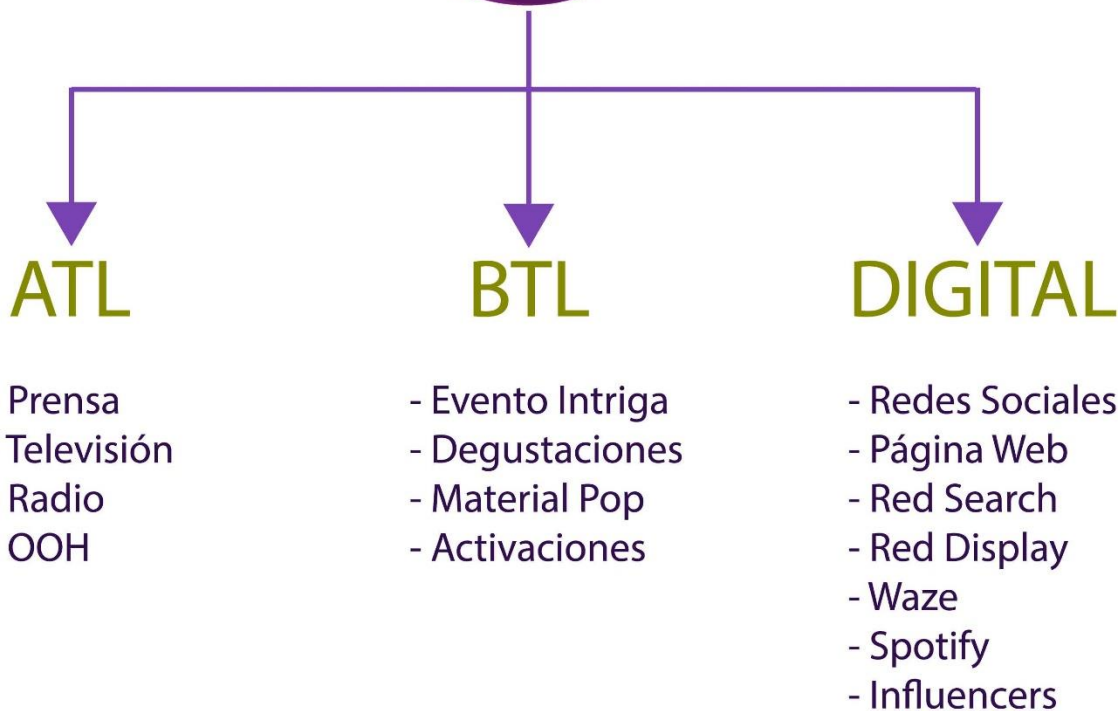 ATL
Prensa
Televisión
Radio
OOH
BTL
- Evento Intriga
- Degustaciones
- Material Pop
- Activaciones
DIGITAL
- Redes Sociales
- Página Web
- Red Search
- Red Display
- Waze
- Spotify
- Influencers